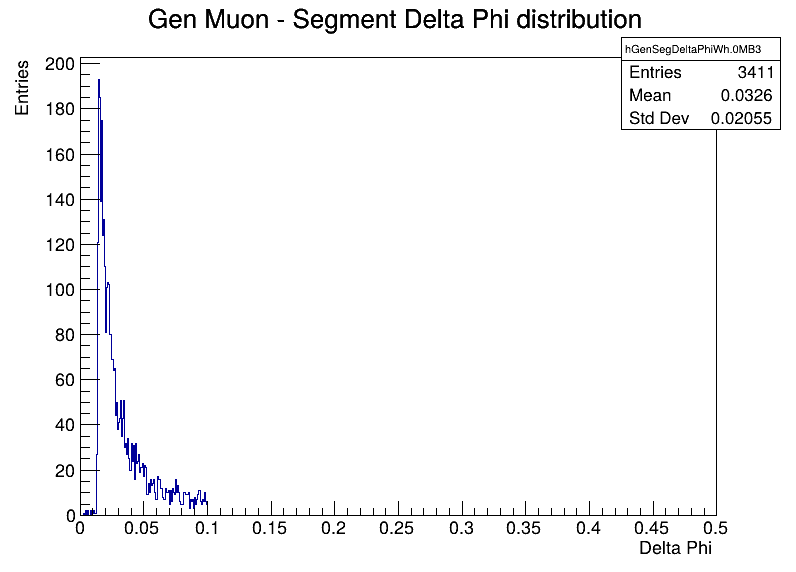 Gen Muon - Segment Delta Phi distribution
hGenSegDeltaPhiWh.0MB3
Entries 3411
Mean 0.0326
Std Dev 0.02055
Entries
200
180
160
140
120
100
80
60
40
20
0
0 0.05 0.1 0.15 0.2 0.25 0.3 0.35 0.4 0.45 0.5
Delta Phi